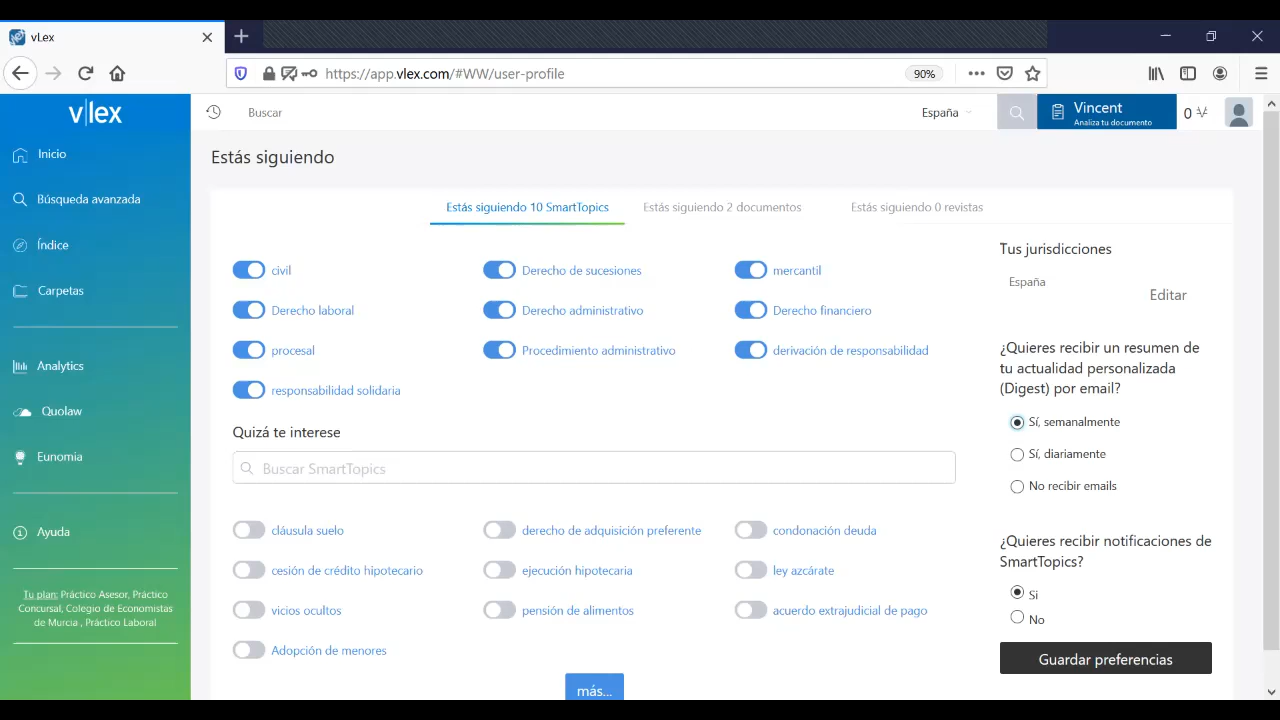 vLex
https://app.vlex.com/#WW/user-profile
90%
v|lex
Buscar
España
Vincent
Analiza tu documento
0
Inicio
Búsqueda avanzada
Índice
Carpetas
Analytics
Quolaw
Eunomia
Ayuda
Tu plan: Práctico Asesor, Práctico
Concursal, Colegio de Economistas
de Murcia , Práctico Laboral
Estás siguiendo
Estás siguiendo 10 SmartTopics
Estás siguiendo 2 documentos
Estás siguiendo 0 revistas
civil
Derecho de sucesiones
mercantil
Derecho laboral
Derecho administrativo
Derecho financiero
procesal
Procedimiento administrativo
derivación de responsabilidad
responsabilidad solidaria
Quizá te interese
Buscar SmartTopics
cláusula suelo
derecho de adquisición preferente
condonación deuda
cesión de crédito hipotecario
ejecución hipotecaria
ley azcárate
vicios ocultos
pensión de alimentos
acuerdo extrajudicial de pago
Adopción de menores
más...
Tus jurisdicciones
España
Editar
¿Quieres recibir un resumen de
tu actualidad personalizada
(Digest) por email?
Sí, semanalmente
Sí, diariamente
No recibir emails
¿Quieres recibir notificaciones de
SmartTopics?
Si
No
Guardar preferencias